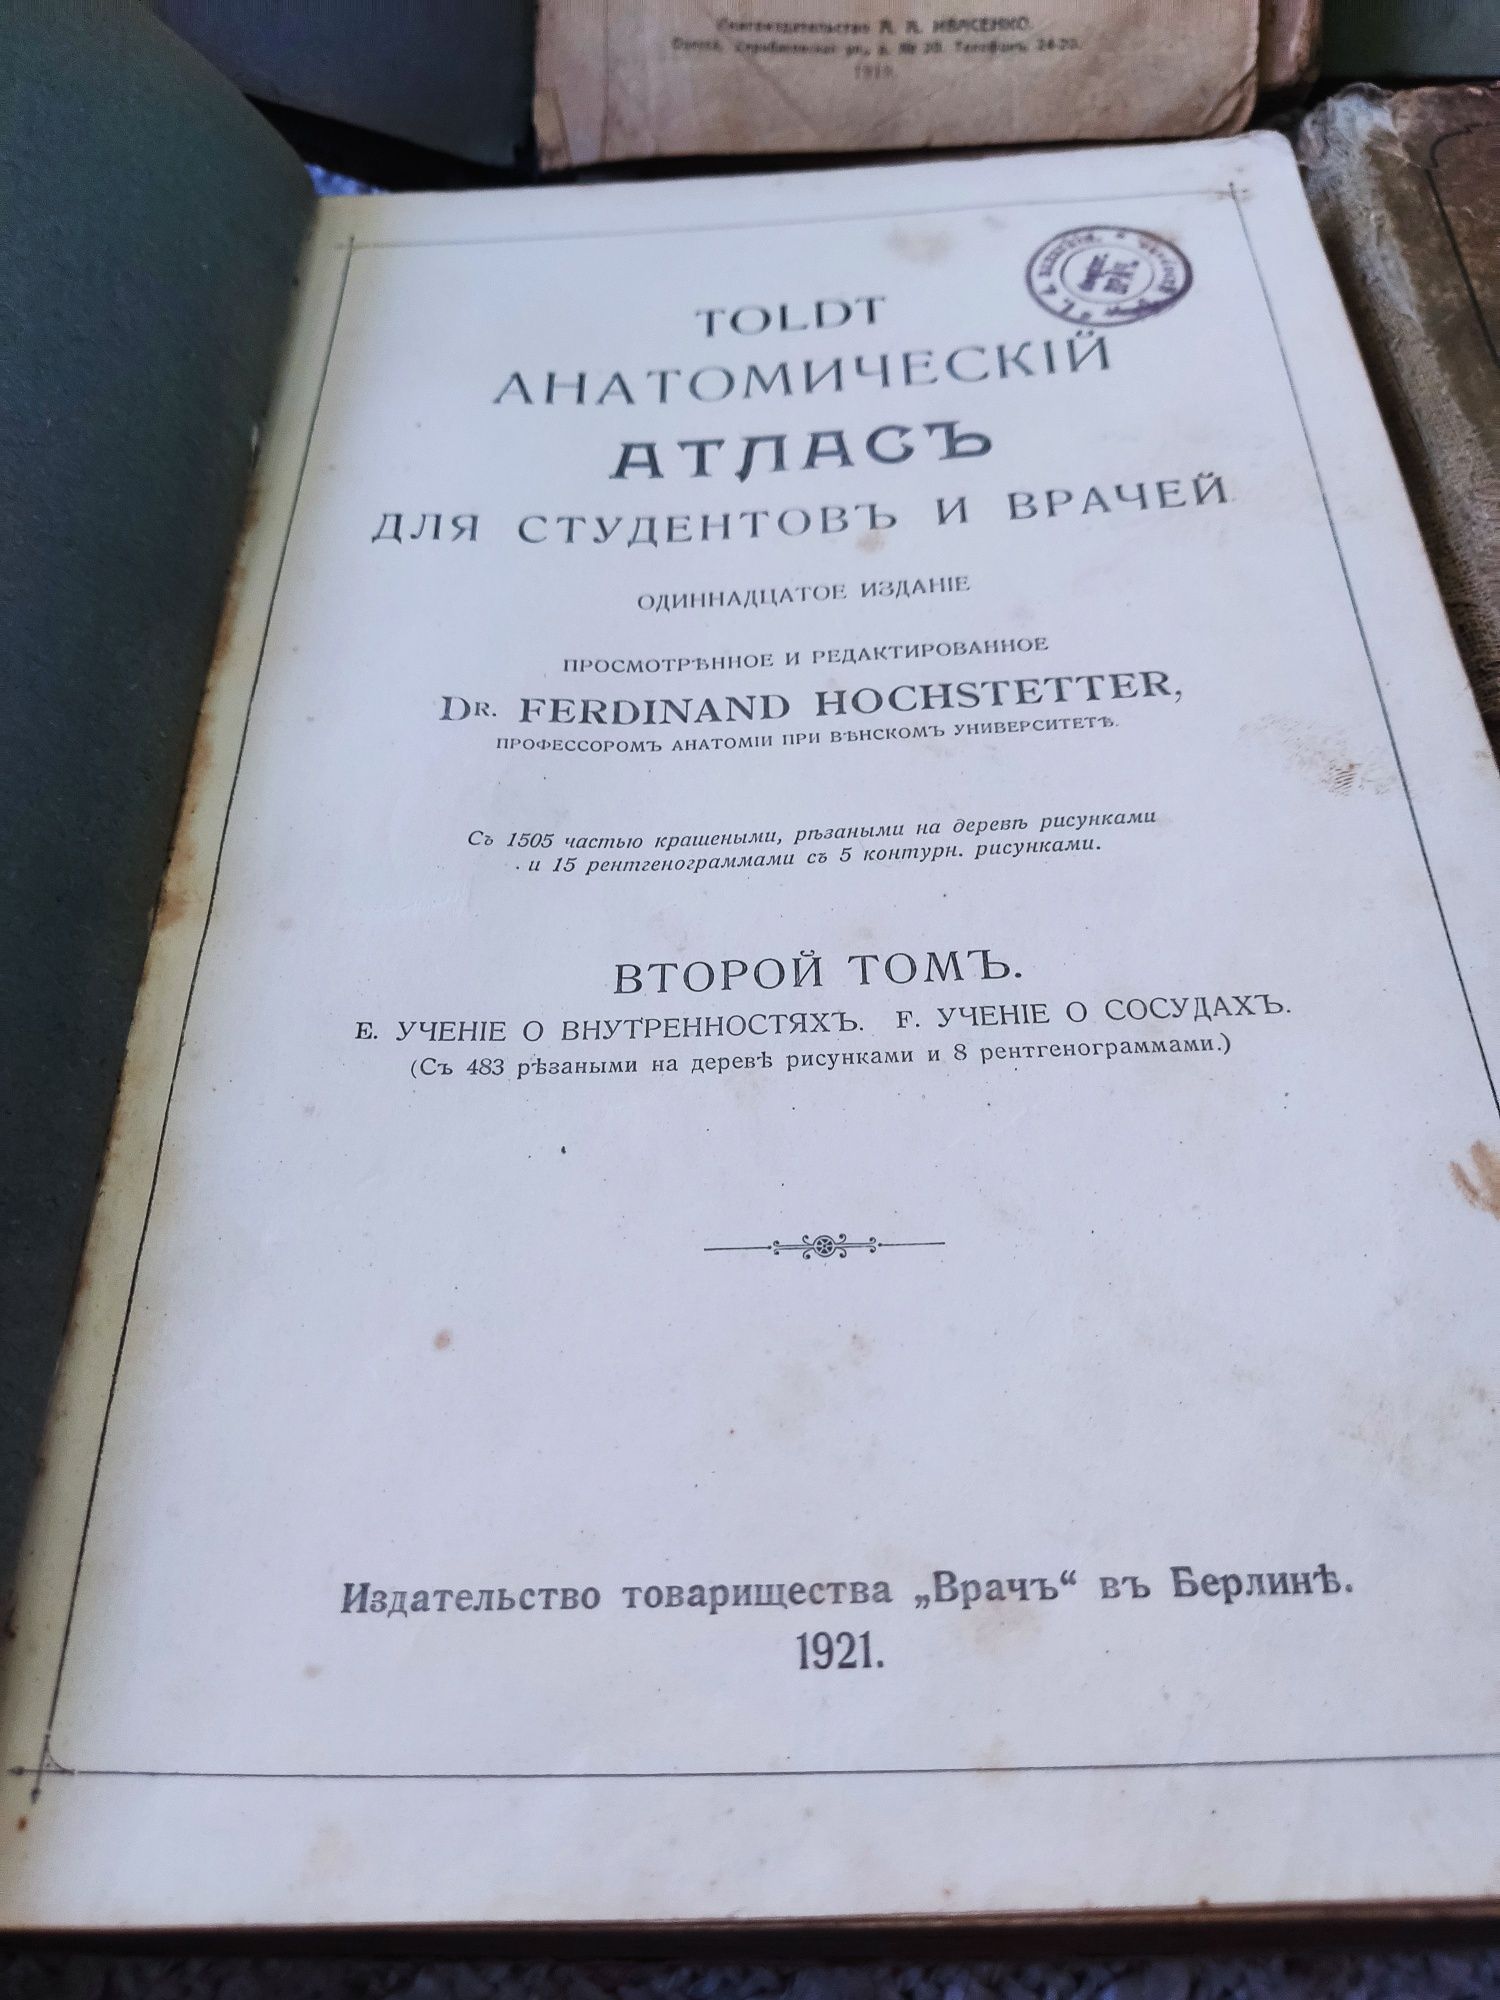 А. А. ИВАСЕНКО.
TOLDT
АНАТОМИЧЕСКІЙ
АТЛАСЪ
ДЛЯ СТУДЕНТОВЪ И ВРАЧЕЙ
ОДИННАДЦАТОЕ ИЗДАНІЕ
ПРОСМОТРѢННОЕ И РЕДАКТИРОВАННОЕ
DR. FERDINAND HOCHSTETTER,
ПРОФЕССОРОМЪ АНАТОМІИ ПРИ ВѢНСКОМЪ УНИВЕРСИТЕТѢ.
Съ 1505 частью крашеными, рѣзаными на деревѣ рисунками
и 15 рентгенограммами съ 5 контурн. рисунками.
ВТОРОЙ ТОМЪ.
E. УЧЕНІЕ О ВНУТРЕННОСТЯХЪ. F. УЧЕНІЕ О СОСУДАХЪ.
(Съ 483 рѣзаными на деревѣ рисунками и 8 рентгенограммами.)
Издательство товарищества „Врачъ“ въ Берлинѣ.
1921.